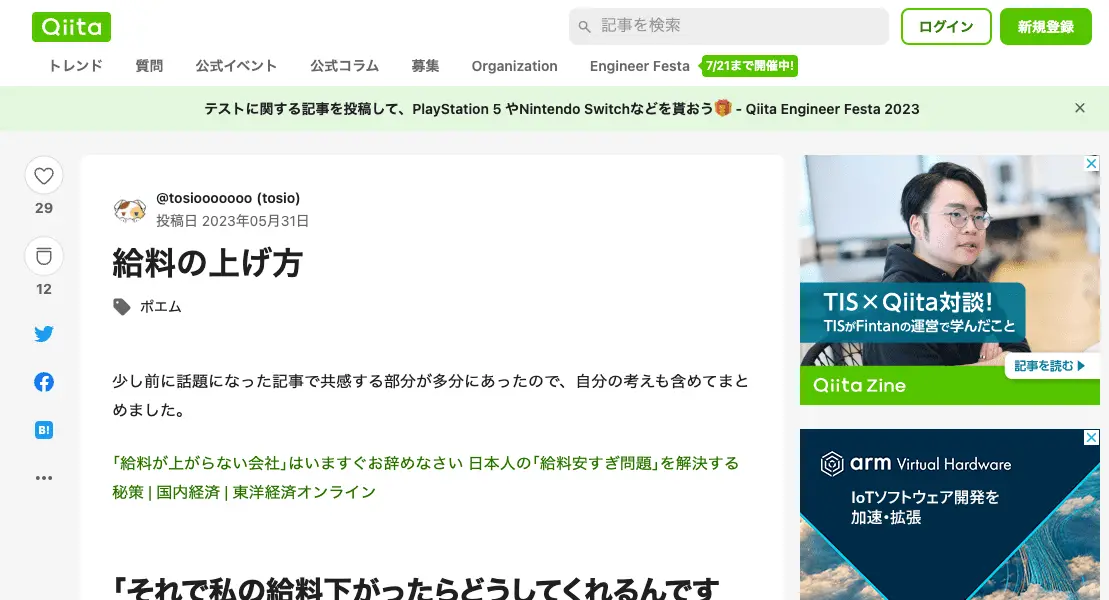 Qiita
記事を検索
ログイン
新規登録
トレンド
質問
公式イベント
公式コラム
募集
Organization
Engineer Festa
7/21まで開催中!
テストに関する記事を投稿して、PlayStation 5 やNintendo Switchなどを貰おう🎁 - Qiita Engineer Festa 2023
29
12
B!
@tosiooooooo (tosio)
投稿日 2023年05月31日
給料の上げ方
ポエム
少し前に話題になった記事で共感する部分が多分にあったので、自分の考えも含めてまと
めました。
「給料が上がらない会社」はいますぐお辞めなさい 日本人の「給料安すぎ問題」を解決する
秘策 | 国内経済 | 東洋経済オンライン
「それで私の給料下がったらどうしてくれるんです
TIS×Qiita対談!
TISがFintanの運営で学んだこと
記事を読む
Qiita Zine
arm Virtual Hardware
IoTソフトウェア開発を
加速・拡張